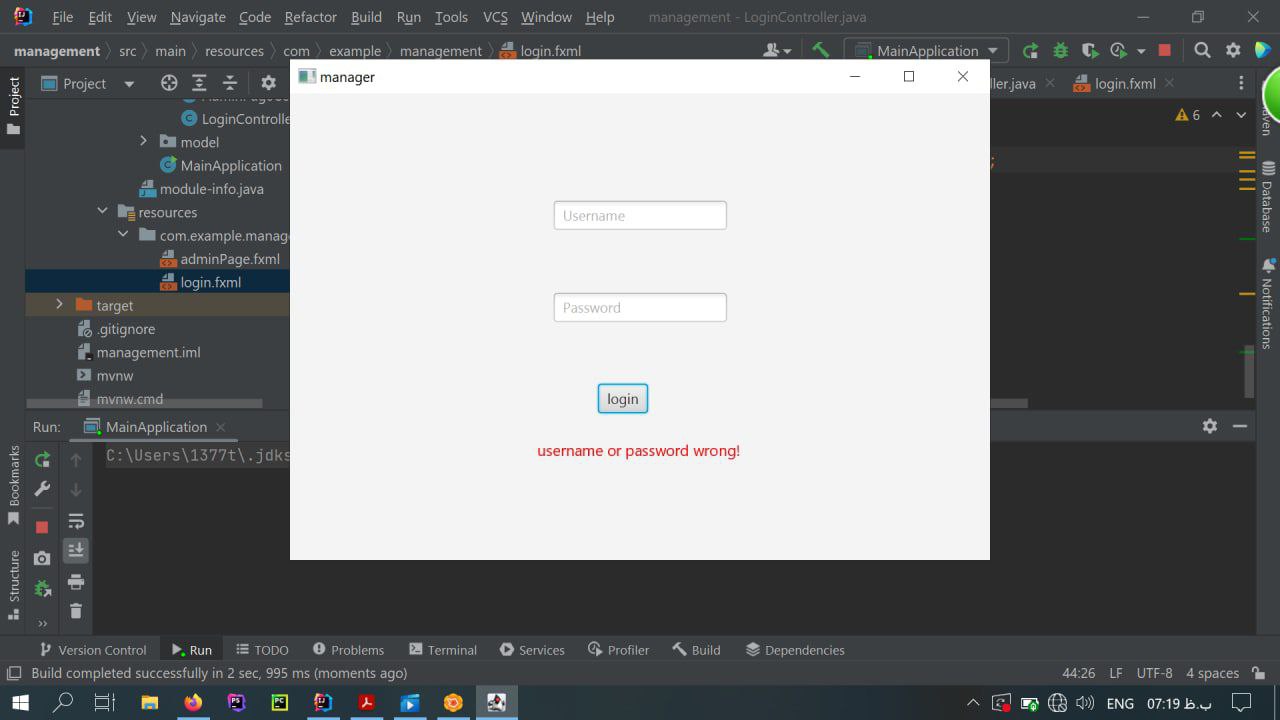 File Edit View Navigate Code Refactor Build Run Tools VCS Window Help management - LoginController.java
management src main resources com example management login.fxml MainApplication
Project Project ler.java login.fxml
manager
LoginControlle
model
MainApplication
module-info.java
resources
com.example.manag
adminPage.fxml
login.fxml
target
.gitignore
management.iml
mvnw
mvnw.cmd
6
;
Username
Password
login
username or password wrong!
Database
Notifications
Run: MainApplication
C:\Users\1377t\.jdks
Bookmarks
Structure
Version Control Run TODO Problems Terminal Services Profiler Build Dependencies
Build completed successfully in 2 sec, 995 ms (moments ago) 44:26 LF UTF-8 4 spaces
PS PC ENG 07:19 ب.ظ